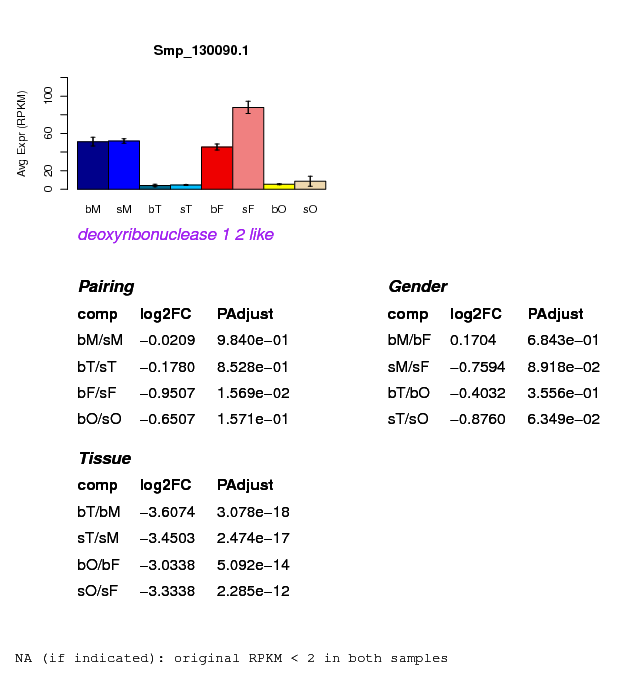 Smp_130090.1
Avg Expr (RPKM)
0 20 60 100
bM sM bT sT bF sF bO sO
deoxyribonuclease 1 2 like
Pairing
comp log2FC PAdjust
bM/sM −0.0209 9.840e−01
bT/sT −0.1780 8.528e−01
bF/sF −0.9507 1.569e−02
bO/sO −0.6507 1.571e−01
Gender
comp log2FC PAdjust
bM/bF 0.1704 6.843e−01
sM/sF −0.7594 8.918e−02
bT/bO −0.4032 3.556e−01
sT/sO −0.8760 6.349e−02
Tissue
comp log2FC PAdjust
bT/bM −3.6074 3.078e−18
sT/sM −3.4503 2.474e−17
bO/bF −3.0338 5.092e−14
sO/sF −3.3338 2.285e−12
NA (if indicated): original RPKM < 2 in both samples